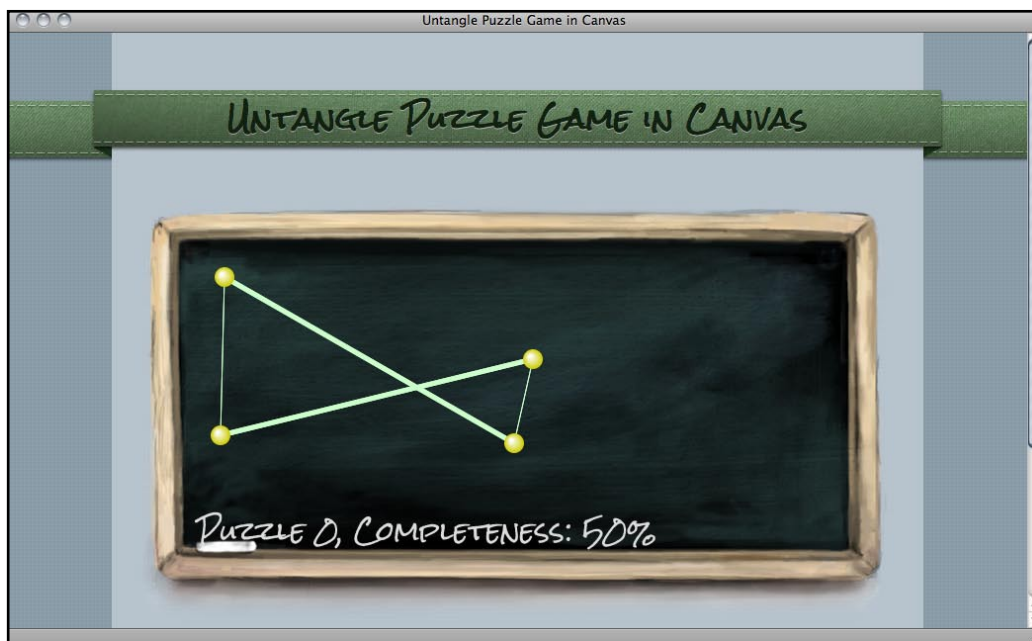 Untangle Puzzle Game in Canvas
UNTANGLE PUZZLE GAME IN CANVAS
PUZZLE 0, COMPLETENESS: 50%